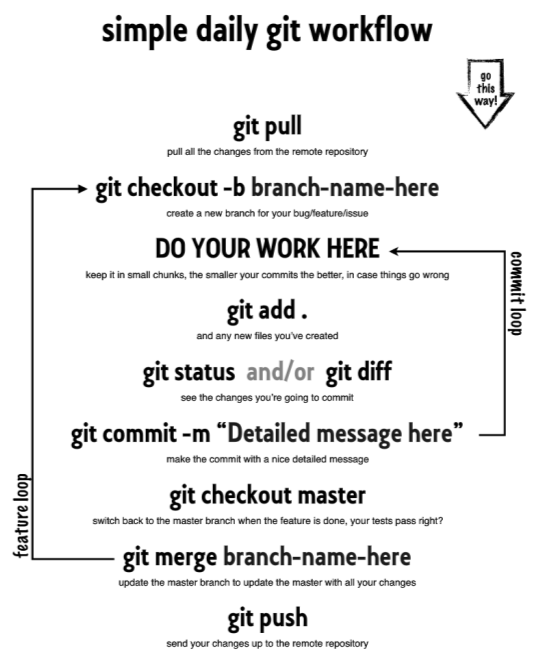 simple daily git workflow
go
this
way!
git pull
pull all the changes from the remote repository
git checkout -b branch-name-here
create a new branch for your bug/feature/issue
DO YOUR WORK HERE
keep it in small chunks, the smaller your commits the better, in case things go wrong
commit loop
git add .
and any new files you've created
git status and/or git diff
see the changes you're going to commit
git commit -m “Detailed message here”
make the commit with a nice detailed message
git checkout master
switch back to the master branch when the feature is done, your tests pass right?
feature loop
git merge branch-name-here
update the master branch to update the master with all your changes
git push
send your changes up to the remote repository